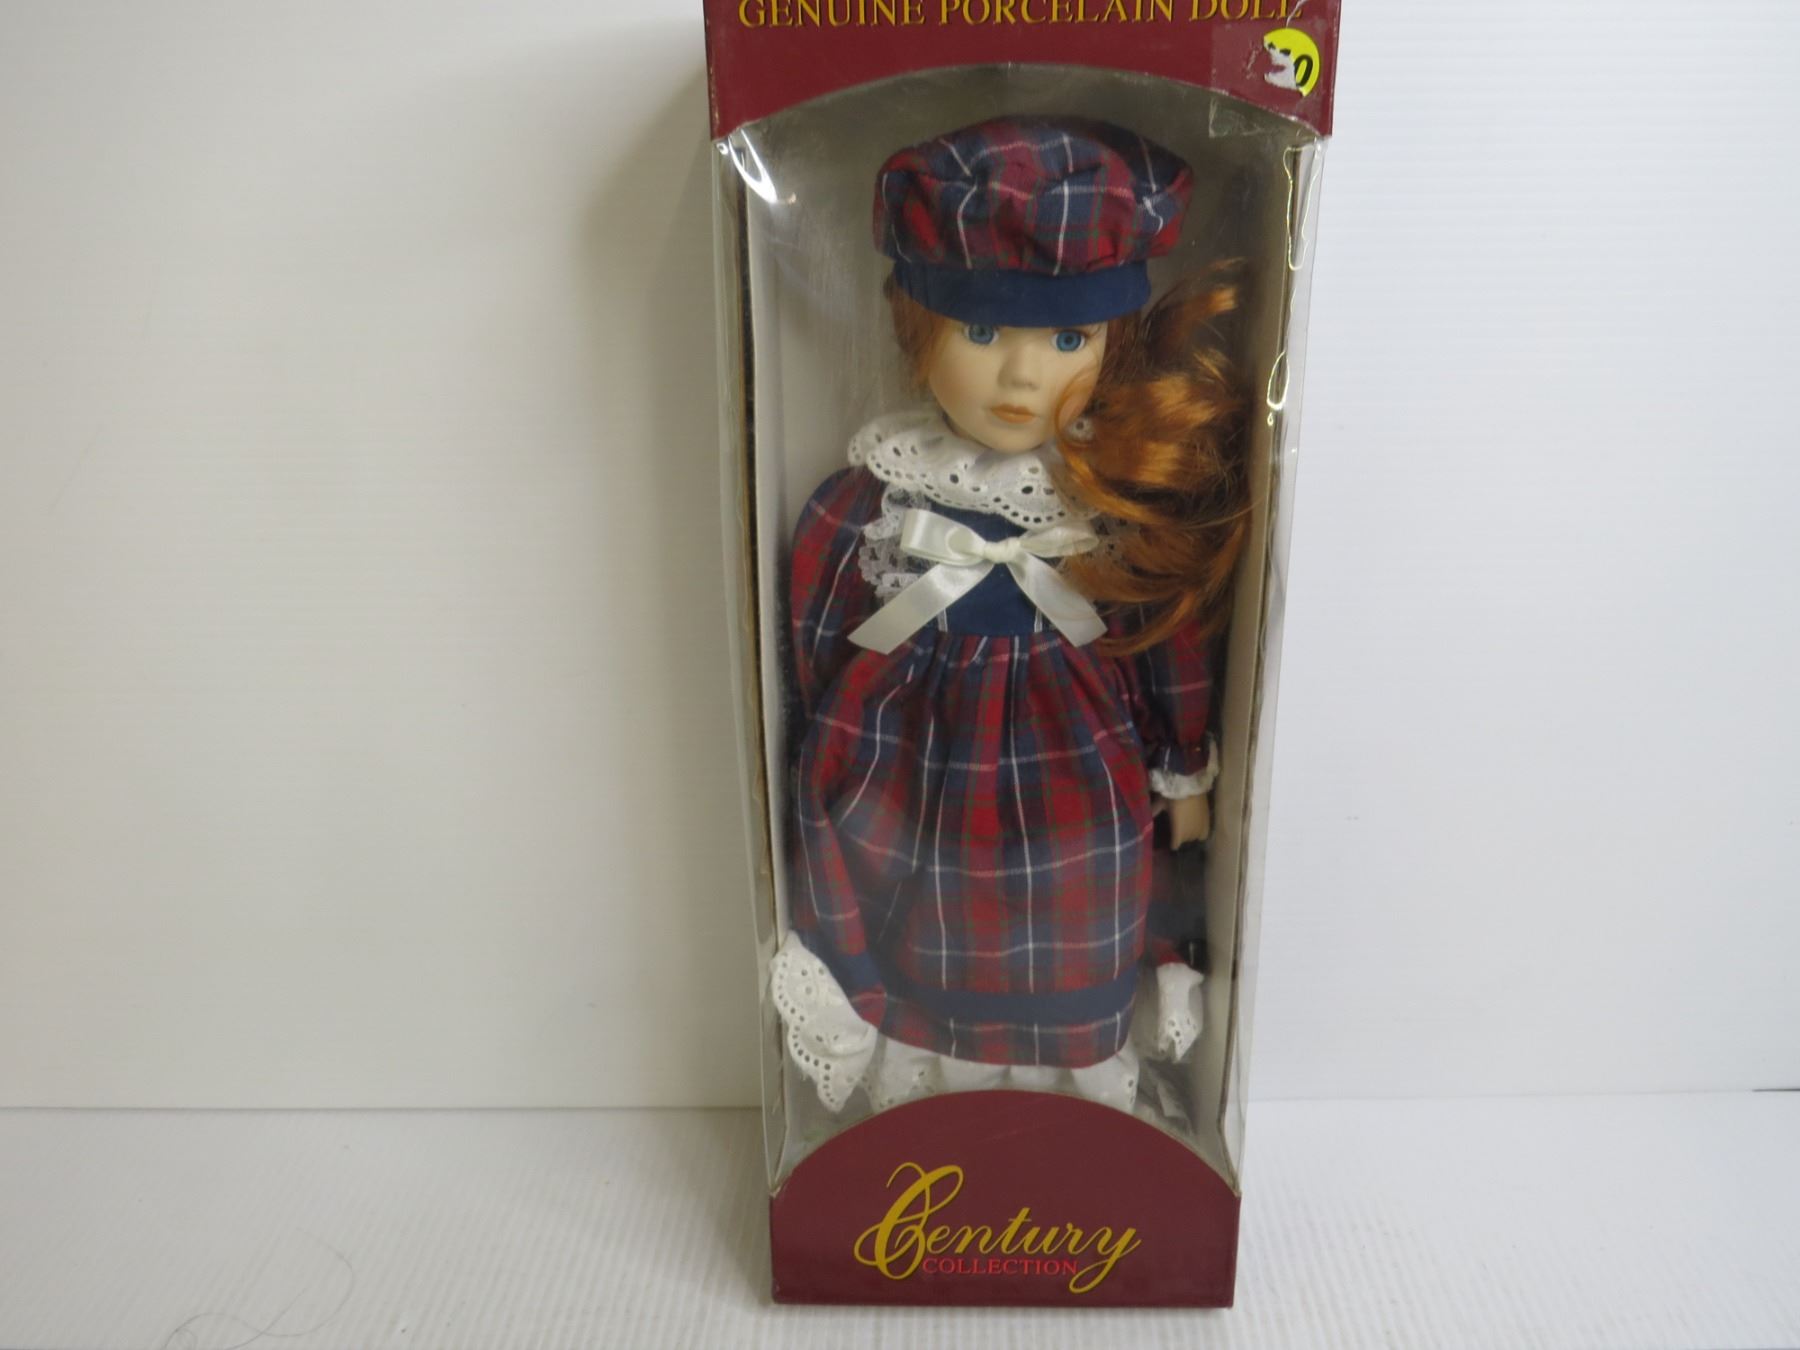 GENUINE PORCELAIN DOLL
Century
COLLECTION